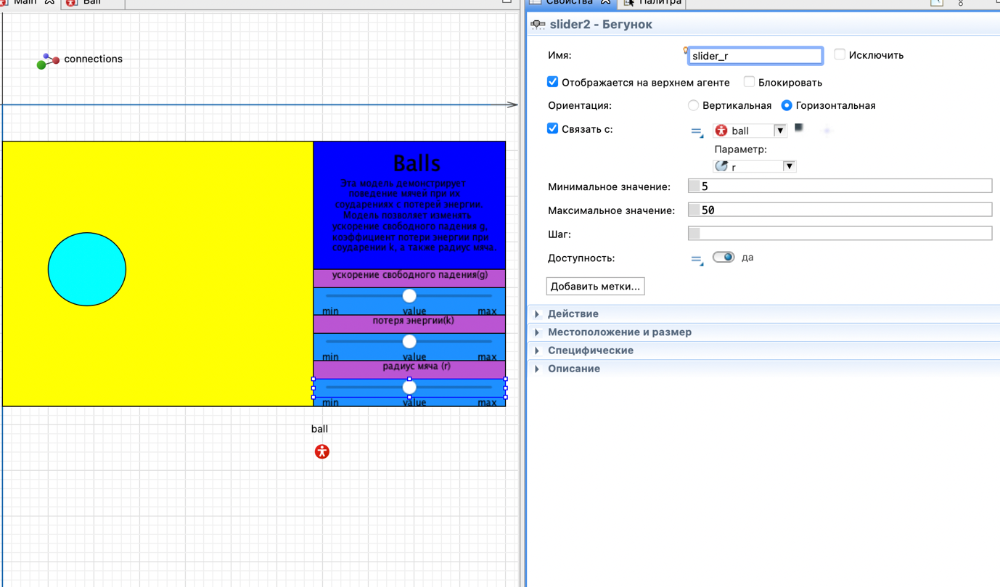 Main
Ball
connections
Balls
Эта модель демонстрирует
поведение мячей при их
соударениях с потерей энергии.
Модель позволяет изменять
ускорение свободного падения g,
коэффициент потери энергии при
соударении k, а также радиус мяча.
ускорение свободного падения(g)
min value max
потеря энергии(k)
min value max
радиус мяча (r)
min value max
ball
Свойства
Палитра
slider2 - Бегунок
Имя: slider_r Исключить
Отображается на верхнем агенте Блокировать
Ориентация: Вертикальная Горизонтальная
Связать с: ball
Параметр:
r
Минимальное значение: 5
Максимальное значение: 50
Шаг:
Доступность: да
Добавить метки...
Действие
Местоположение и размер
Специфические
Описание